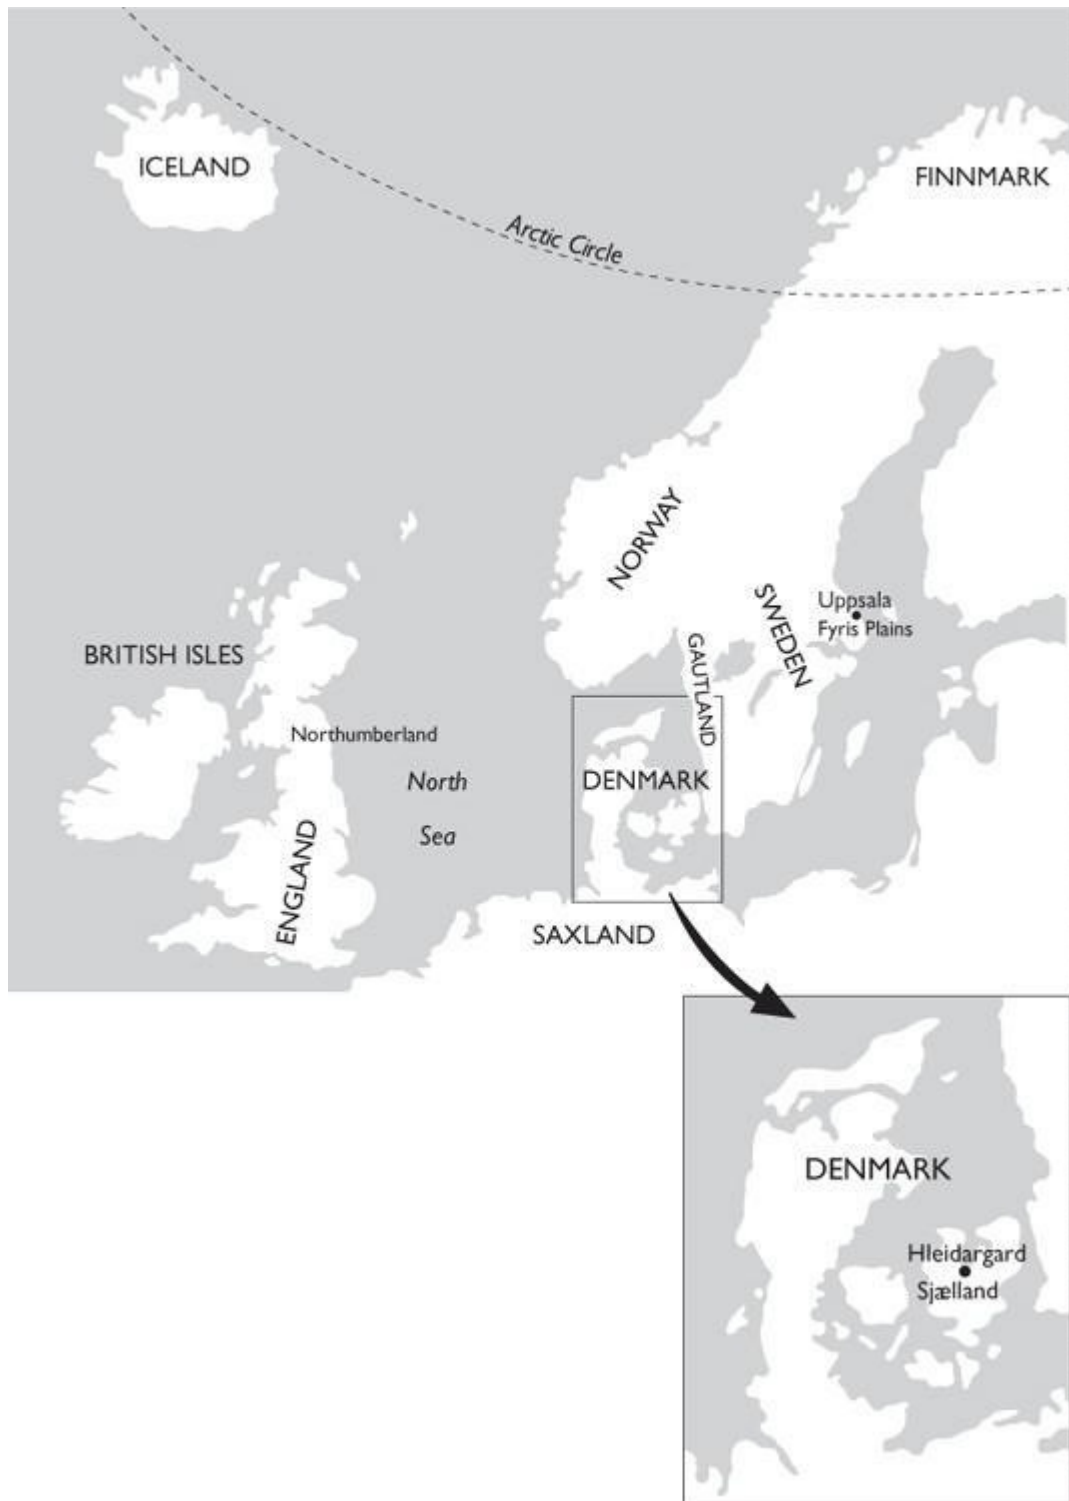 ICELAND
FINNMARK
Arctic Circle
NORWAY
SWEDEN
Uppsala
Fyris Plains
GAUTLAND
BRITISH ISLES
Northumberland
North
Sea
DENMARK
ENGLAND
SAXLAND
DENMARK
Hleidargard
Sjælland